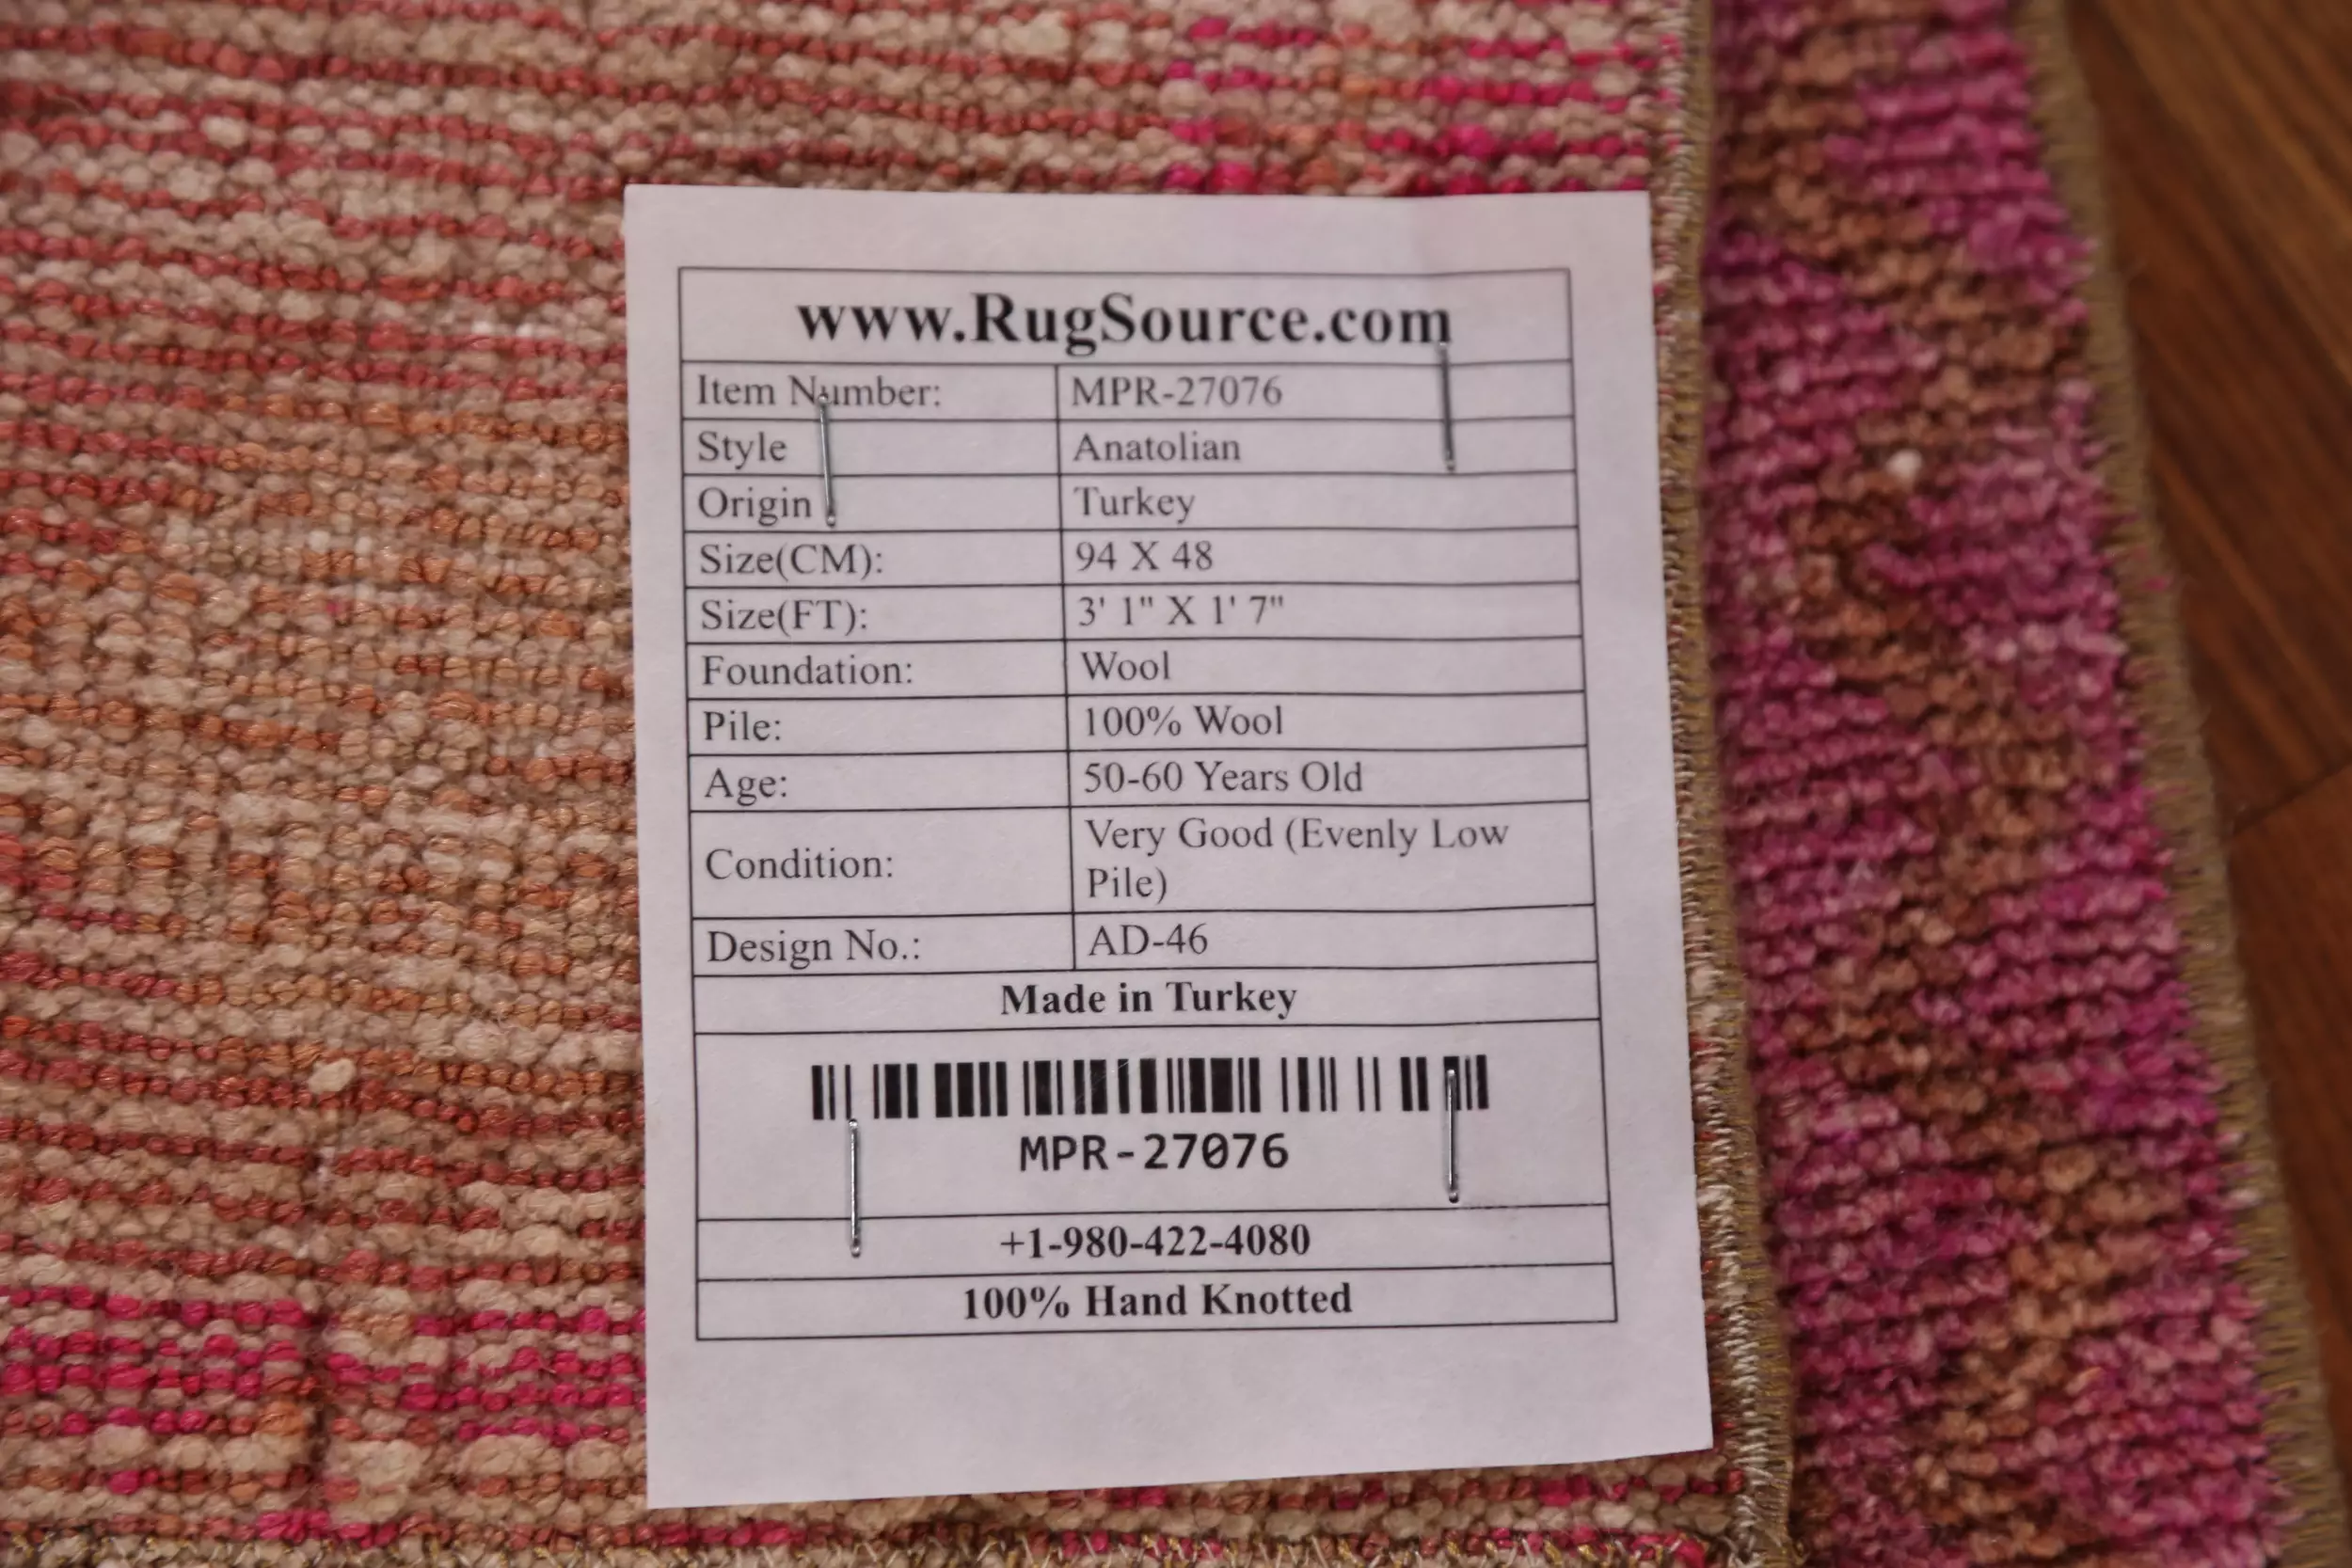 www.RugSource.com
Item Number: MPR-27076
Style Anatolian
Origin Turkey
Size(CM): 94 X 48
Size(FT): 3' 1" X 1' 7"
Foundation: Wool
Pile: 100% Wool
Age: 50-60 Years Old
Condition: Very Good (Evenly Low
Pile)
Design No.: AD-46
Made in Turkey
MPR-27076
+1-980-422-4080
100% Hand Knotted